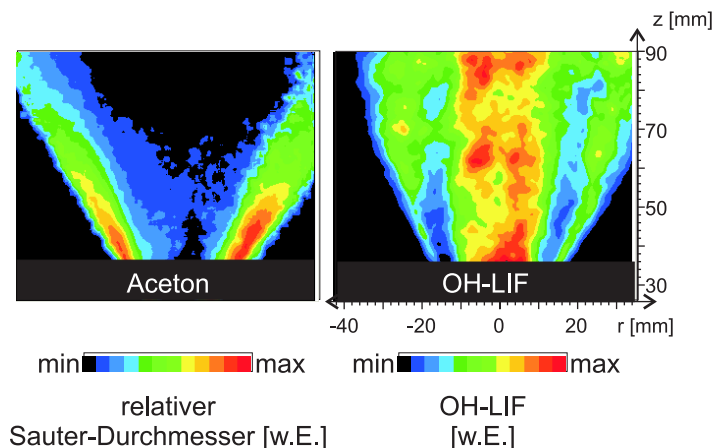 z [mm]
90
70
50
30
Aceton
OH-LIF
-40 -20 0 20 r [mm]
min max
min max
relativer
Sauter-Durchmesser [w.E.]
OH-LIF
[w.E.]